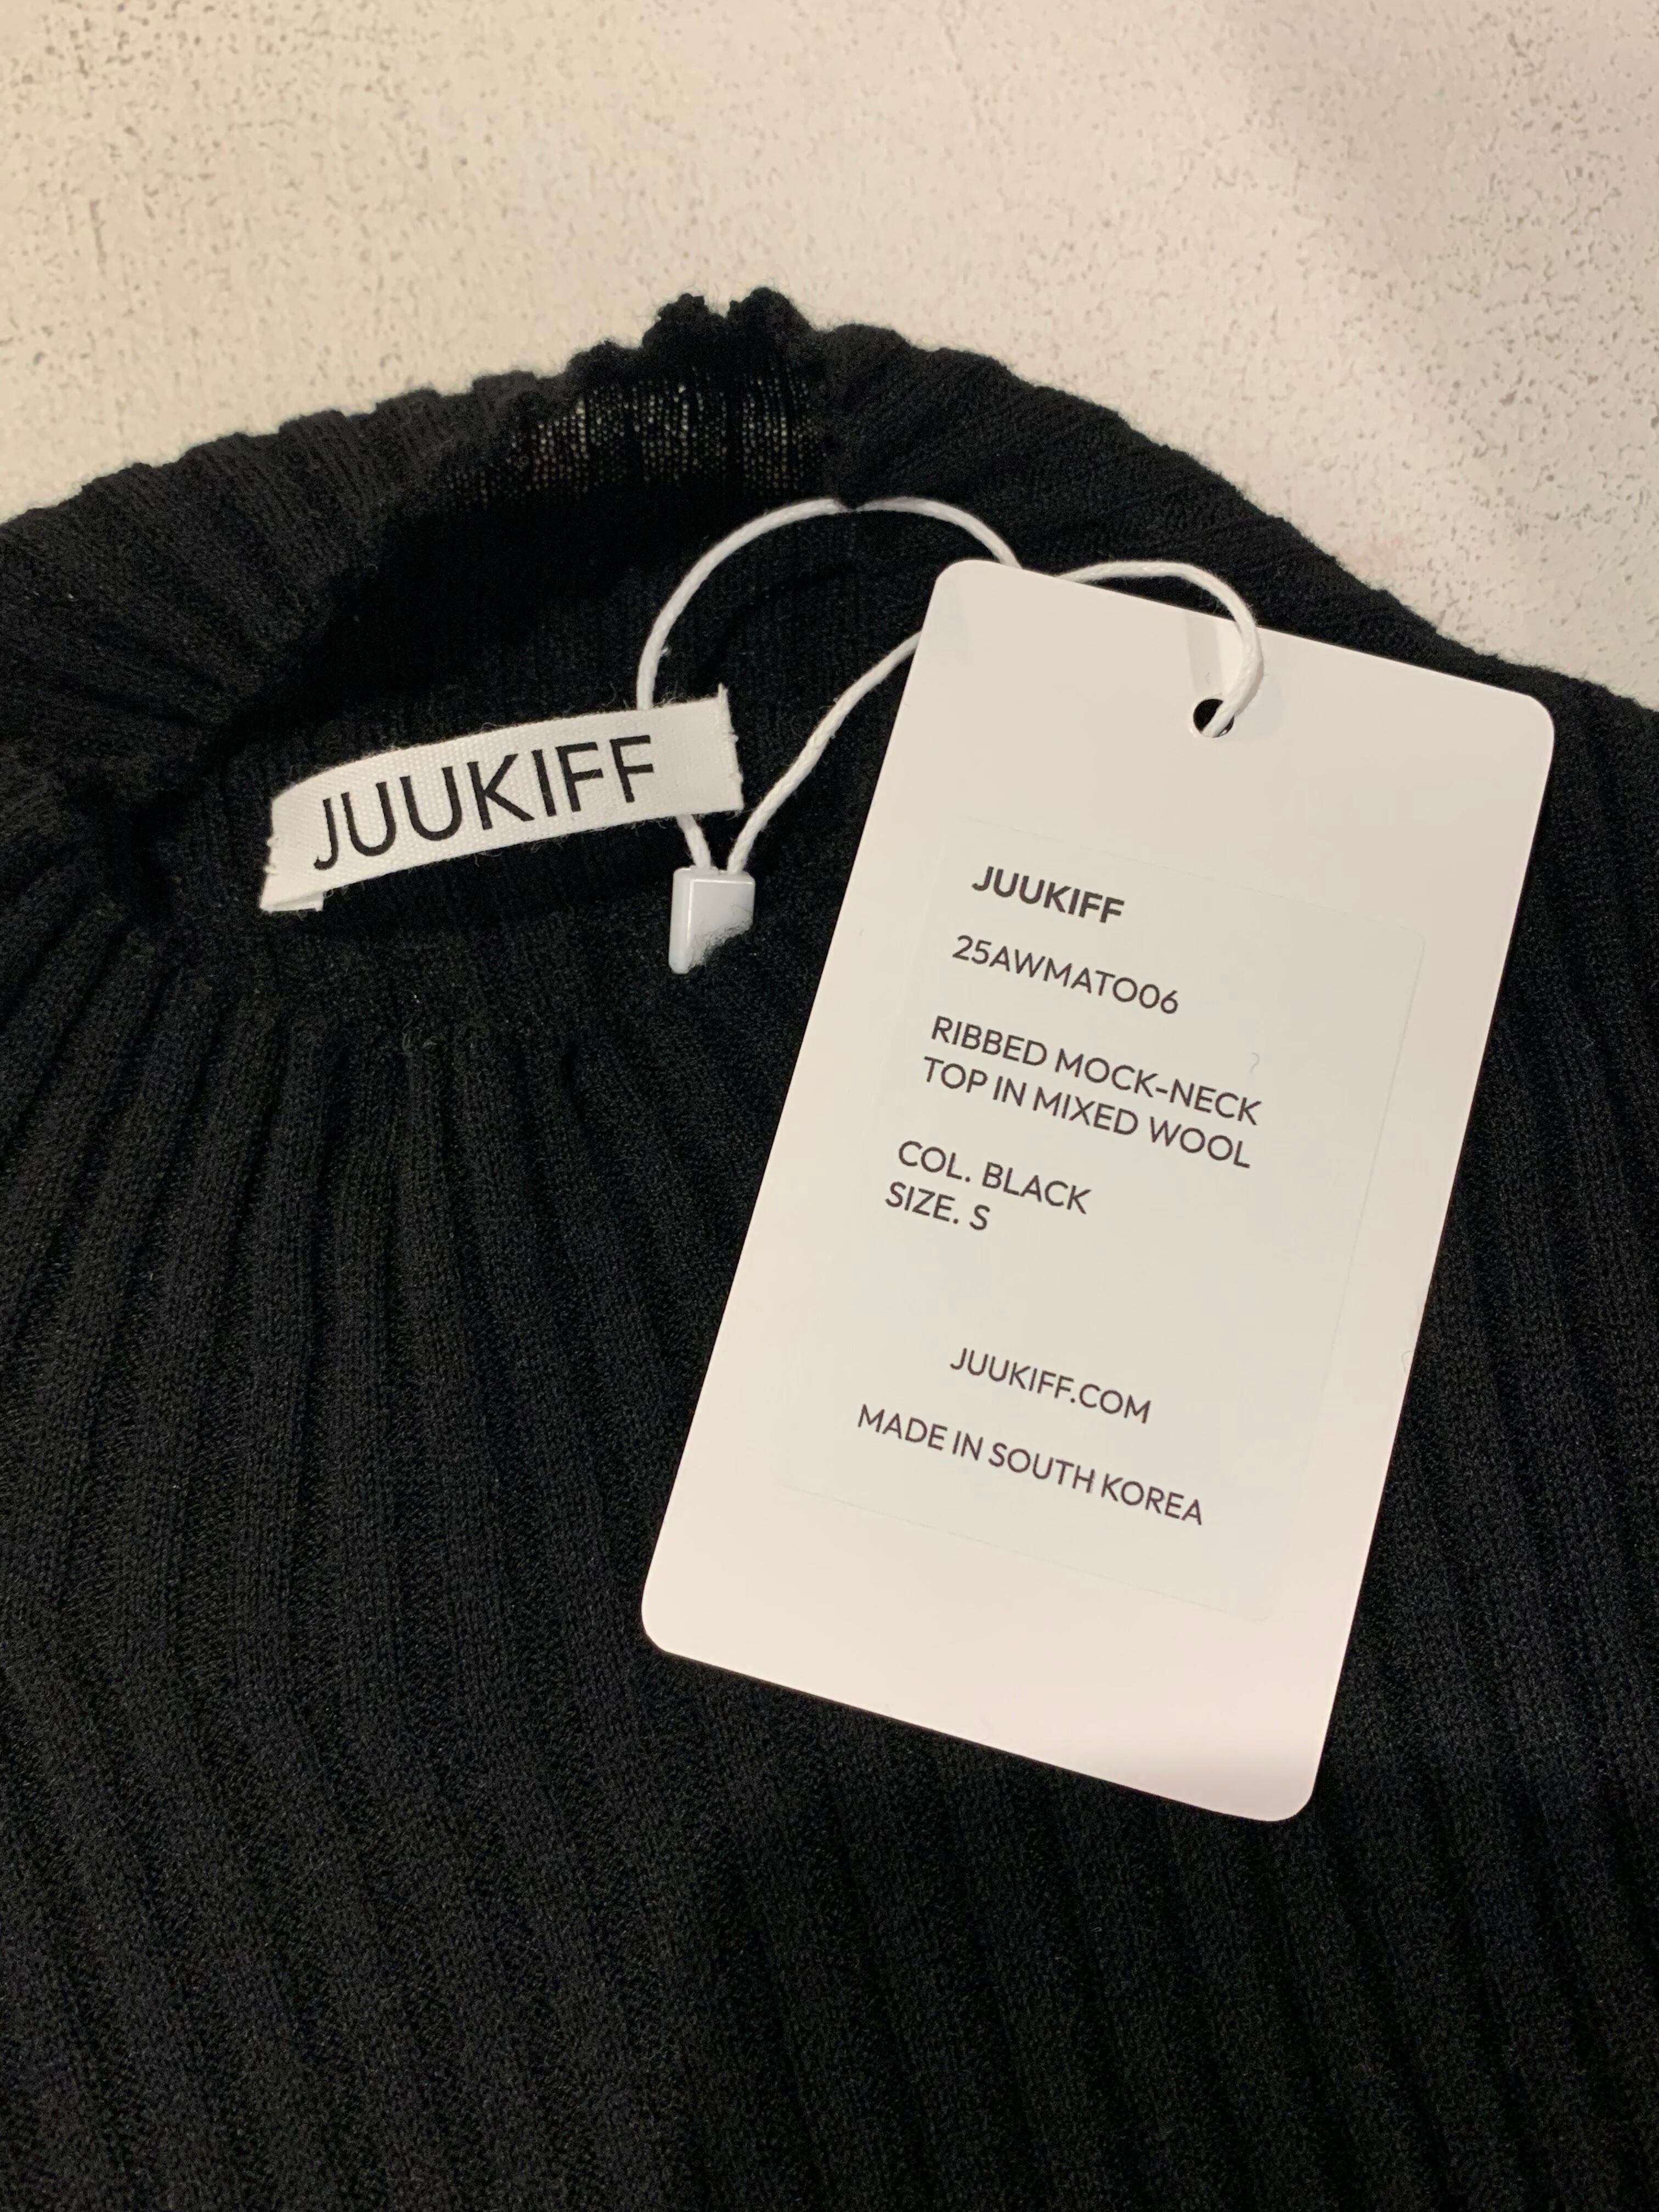 JUUKIFF
JUUKIFF
25AWMATO06
RIBBED MOCK-NECK
TOP IN MIXED WOOL
COL. BLACK
SIZE. S
JUUKIFF.COM
MADE IN SOUTH KOREA